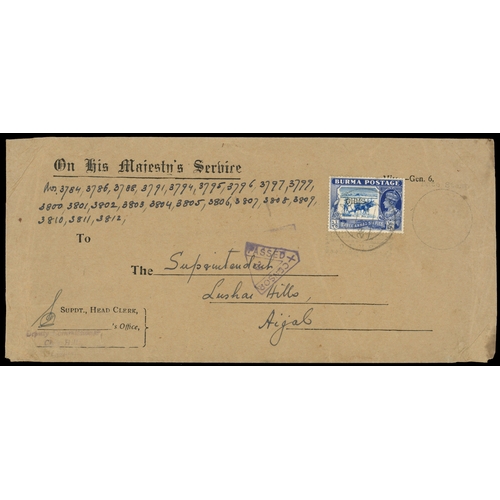 On His Majesty's Service
—Gen. 6,
No. 3784, 3786, 3788, 3791, 3794, 3795, 3796, 3797, 3799,
3800. 3801, 3802, 3803, 3804, 3805, 3806, 3807. 3808, 3809,
3810, 3811, 3812,
BURMA POSTAGE
To
PASSED
The Suprintendent
Lushai Hills,
Aijal
SUPDT., HEAD CLERK,
's Office,